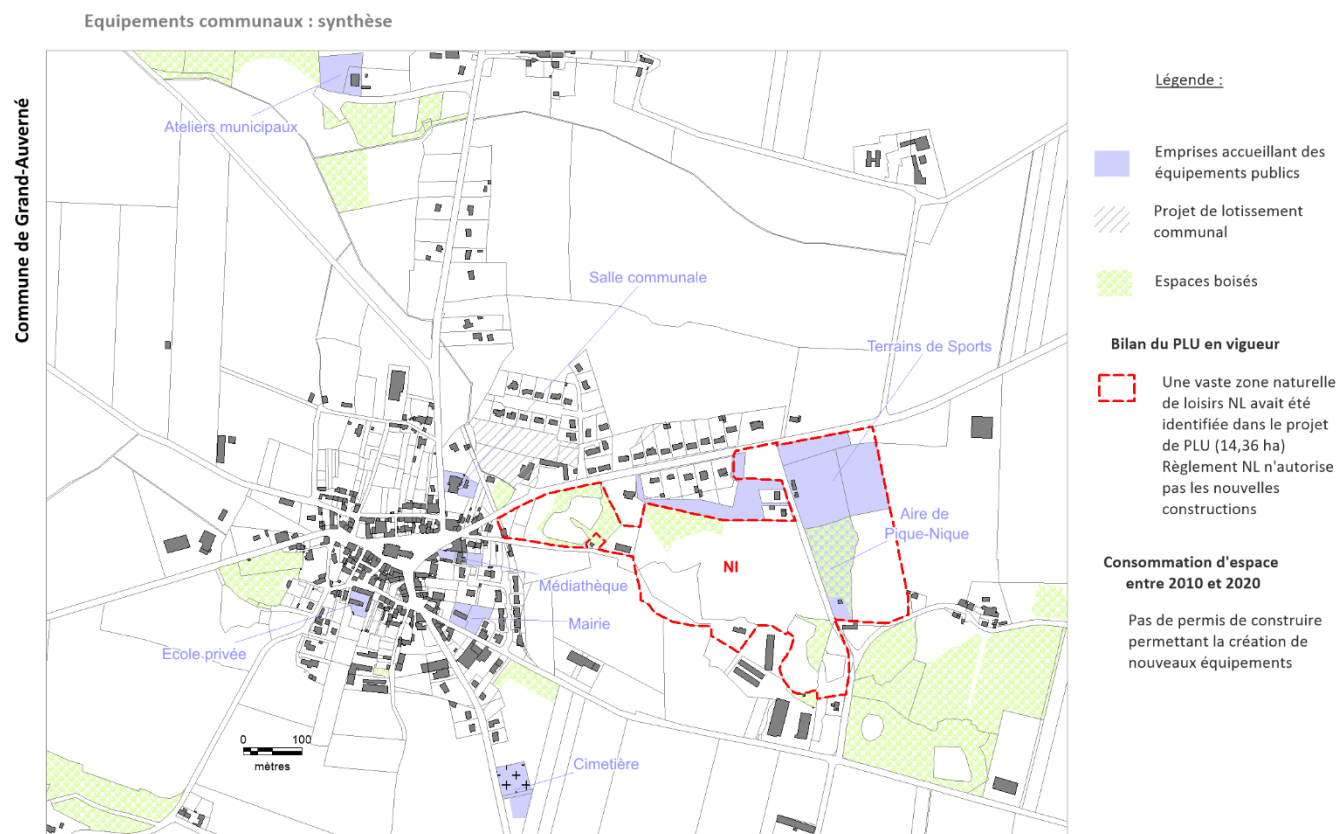 Equipements communaux : synthèse
Commune de Grand-Auverné
Ateliers municipaux
Salle communale
Terrains de Sports
Aire de
Pique-Nique
NI
Médiathèque
Mairie
Ecole privée
Cimetière
0 100
mètres
Légende :
Emprises accueillant des
équipements publics
Projet de lotissement
communal
Espaces boisés
Bilan du PLU en vigueur
Une vaste zone naturelle
de loisirs NL avait été
identifiée dans le projet
de PLU (14,36 ha)
Règlement NL n'autorise
pas les nouvelles
constructions
Consommation d'espace
entre 2010 et 2020
Pas de permis de construire
permettant la création de
nouveaux équipements